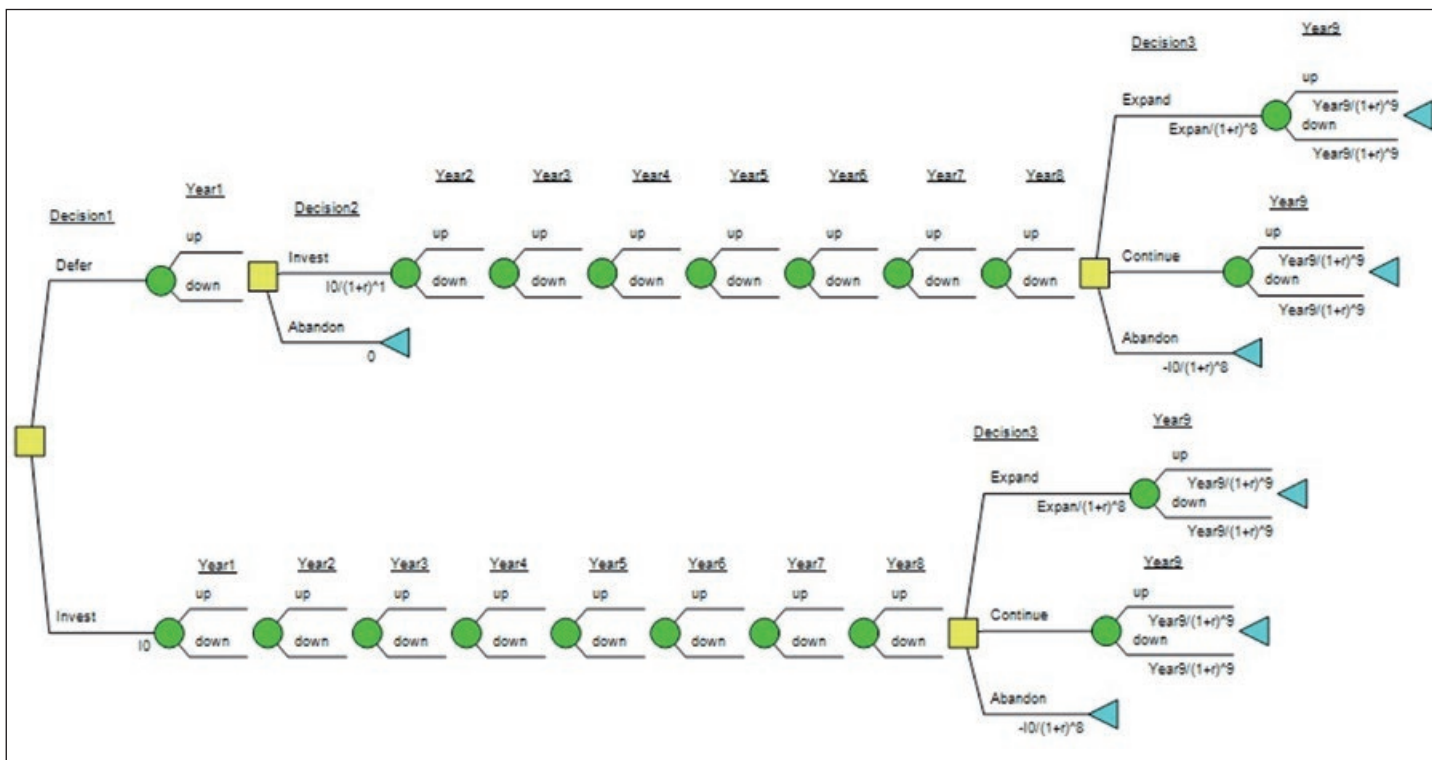 Year9
Decision3
up
Expand
Year9/(1+r)^9
Expan/(1+r)^8
down
Year9/(1+r)^9
Year2
Year3
Year4
Year5
Year6
Year7
Year8
Year1
Decision2
Year9
Decision1
up
up
up
up
up
up
up
up
up
Defer
Invest
Continue
Year9/(1+r)^9
down
down
down
down
down
down
down
down
down
I0/(1+r)^1
Year9/(1+r)^9
Abandon
0
Abandon
-I0/(1+r)^8
Decision3
Year9
up
Expand
Year9/(1+r)^9
Expan/(1+r)^8
down
Year9/(1+r)^9
Year1
Year2
Year3
Year4
Year5
Year6
Year7
Year8
Year9
up
up
up
up
up
up
up
up
up
Invest
Continue
Year9/(1+r)^9
I0
down
down
down
down
down
down
down
down
down
Year9/(1+r)^9
Abandon
-I0/(1+r)^8